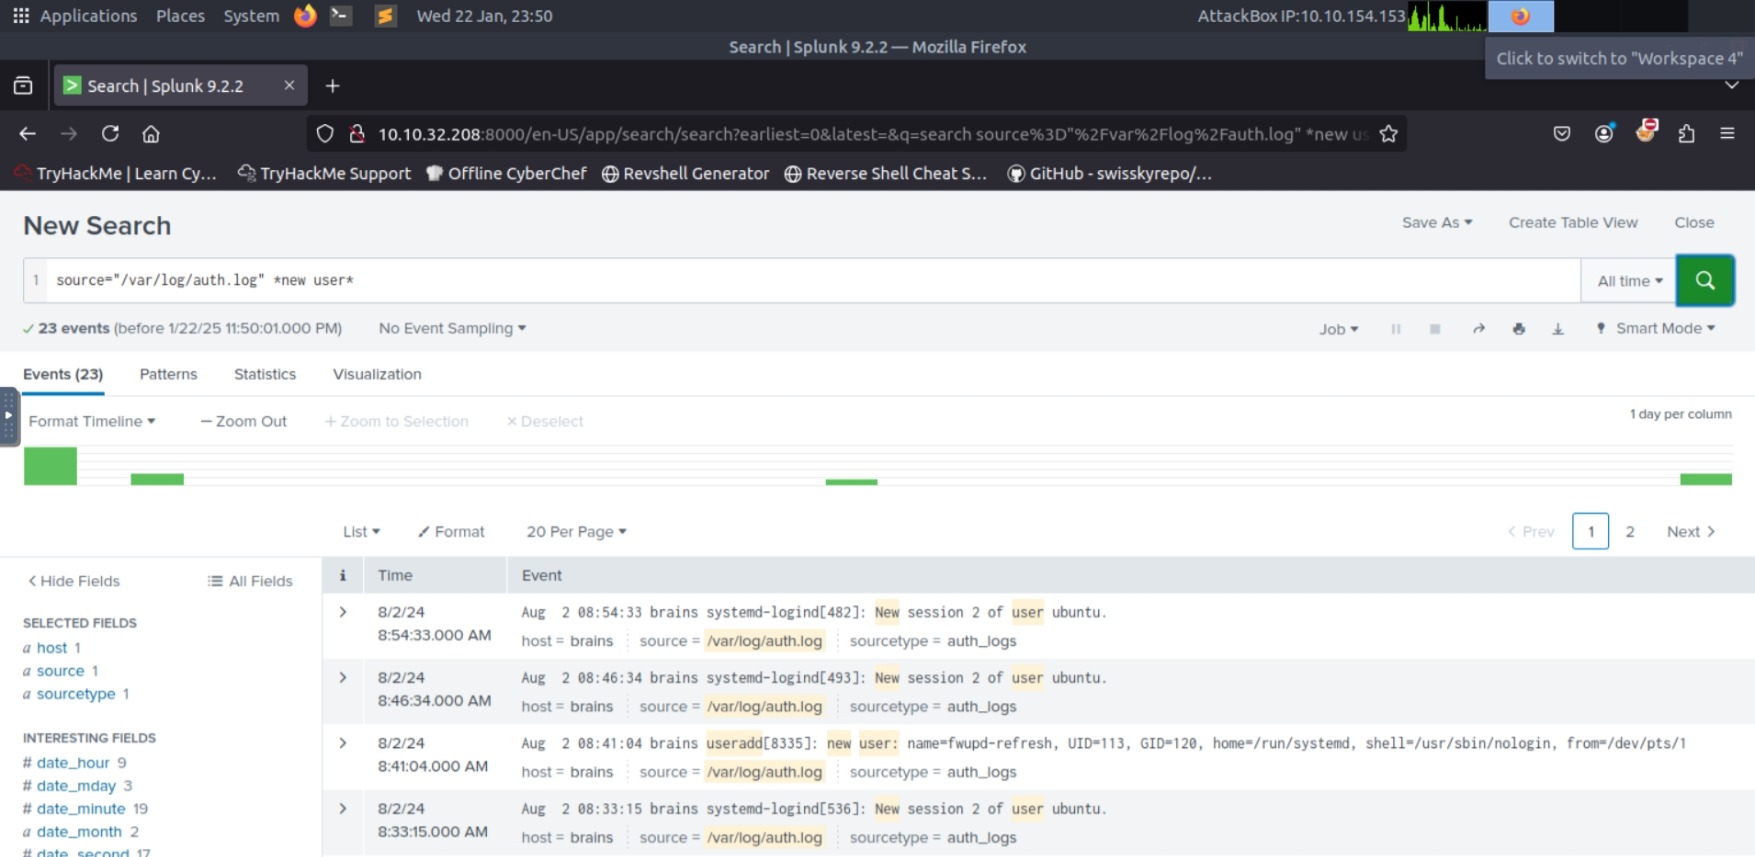 Applications Places System Wed 22 Jan, 23:50 AttackBox IP:10.10.154.153
Search | Splunk 9.2.2 — Mozilla Firefox
Click to switch to "Workspace 4"
Search | Splunk 9.2.2
10.10.32.208:8000/en-US/app/search/search?earliest=0&latest=&q=search source%3D"%2Fvar%2Flog%2Fauth.log" *new us
TryHackMe | Learn Cy... TryHackMe Support Offline CyberChef Revshell Generator Reverse Shell Cheat S... GitHub - swisskyrepo/...
New Search Save As Create Table View Close
1 source="/var/log/auth.log" *new user* All time
23 events (before 1/22/25 11:50:01.000 PM) No Event Sampling Job Smart Mode
Events (23) Patterns Statistics Visualization
Format Timeline — Zoom Out + Zoom to Selection × Deselect 1 day per column
List Format 20 Per Page < Prev 1 2 Next >
< Hide Fields All Fields i Time Event
SELECTED FIELDS
a host 1
a source 1
a sourcetype 1
INTERESTING FIELDS
# date_hour 9
# date_mday 3
# date_minute 19
a date_month 2
# date_second 17
8/2/24 8:54:33.000 AM
Aug 2 08:54:33 brains systemd-logind[482]: New session 2 of user ubuntu.
host = brains source = /var/log/auth.log sourcetype = auth_logs
8/2/24 8:46:34.000 AM
Aug 2 08:46:34 brains systemd-logind[493]: New session 2 of user ubuntu.
host = brains source = /var/log/auth.log sourcetype = auth_logs
8/2/24 8:41:04.000 AM
Aug 2 08:41:04 brains useradd[8335]: new user: name=fwupd-refresh, UID=113, GID=120, home=/run/systemd, shell=/usr/sbin/nologin, from=/dev/pts/1
host = brains source = /var/log/auth.log sourcetype = auth_logs
8/2/24 8:33:15.000 AM
Aug 2 08:33:15 brains systemd-logind[536]: New session 2 of user ubuntu.
host = brains source = /var/log/auth.log sourcetype = auth_logs